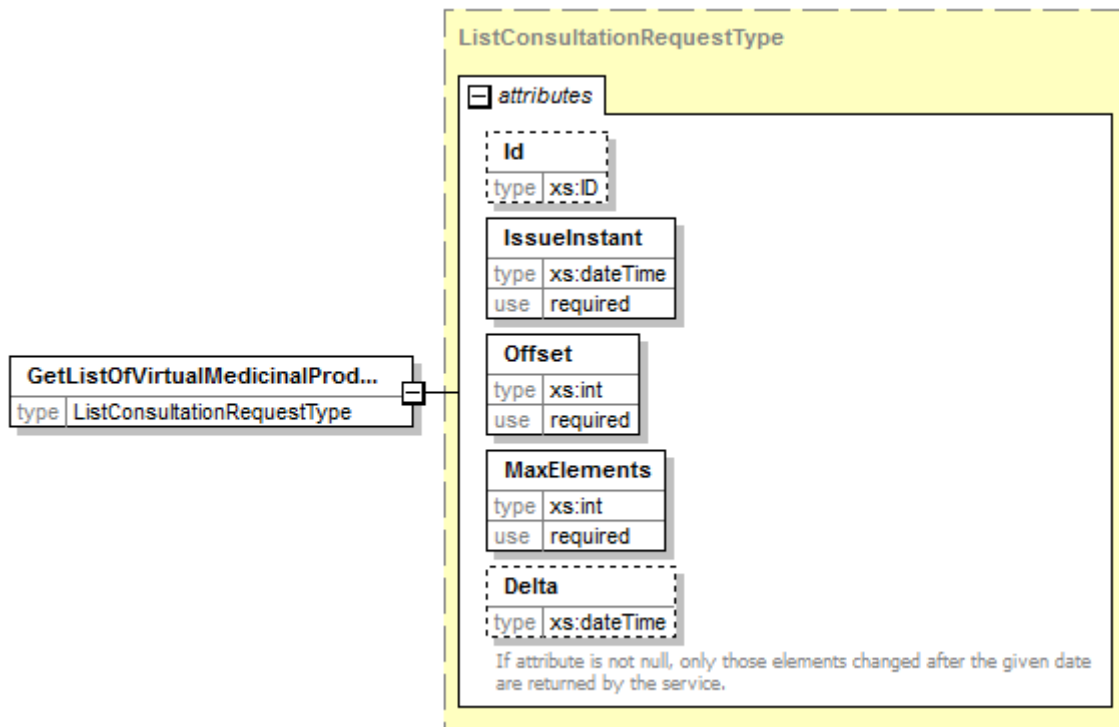 ListConsultationRequestType
attributes
Id
type xs:ID
IssueInstant
type xs:dateTime
use required
GetListOfVirtualMedicinalProd...
type ListConsultationRequestType
Offset
type xs:int
use required
MaxElements
type xs:int
use required
Delta
type xs:dateTime
If attribute is not null, only those elements changed after the given date
are returned by the service.